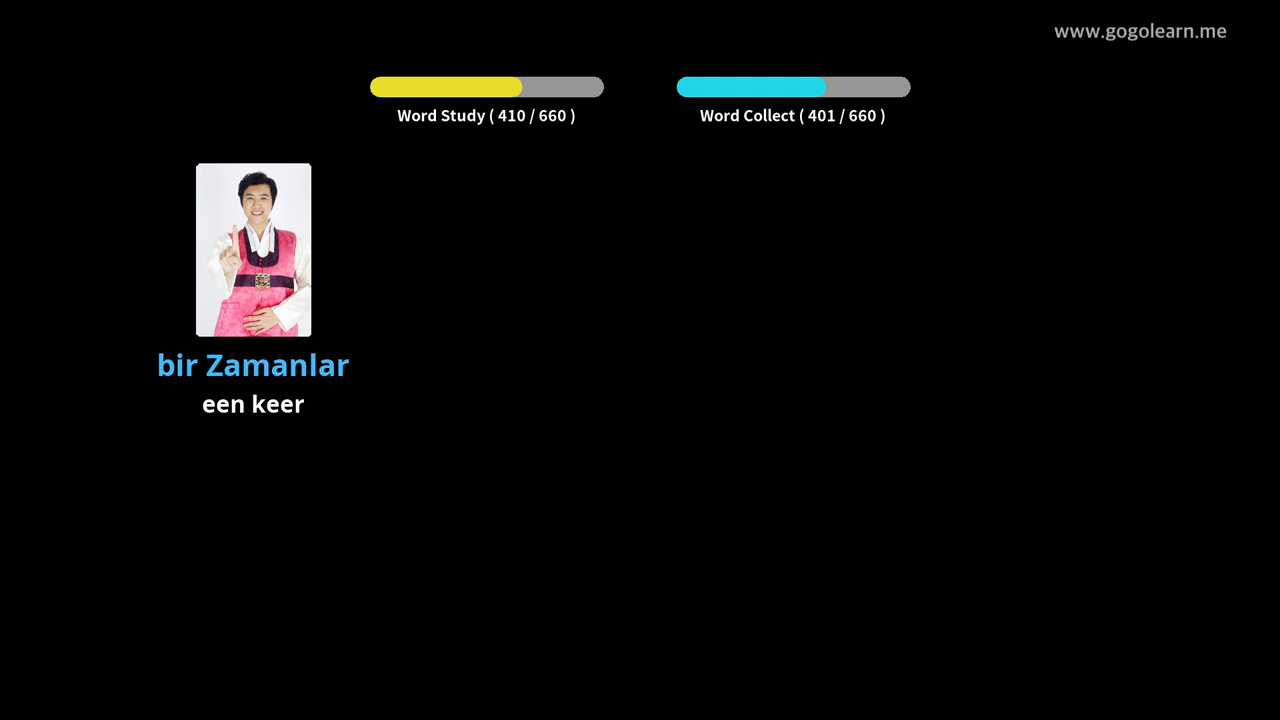 www.gogolearn.me
Word Study ( 410 / 660 )
Word Collect ( 401 / 660 )
bir Zamanlar
een keer